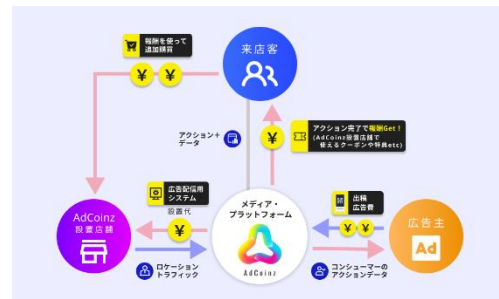 報酬を使って
追加購買
¥ ¥
来店客
アクション+
データ
¥
アクション完了で報酬Get!
(AdCoinz設置店舗で
使えるクーポンや特典etc)
広告配信用
システム
設置代
¥
AdCoinz
設置店舗
メディア・
プラットフォーム
AdCoinz
出稿
広告費
¥ ¥
広告主
Ad
ロケーション
トラフィック
コンシューマーの
アクションデータ